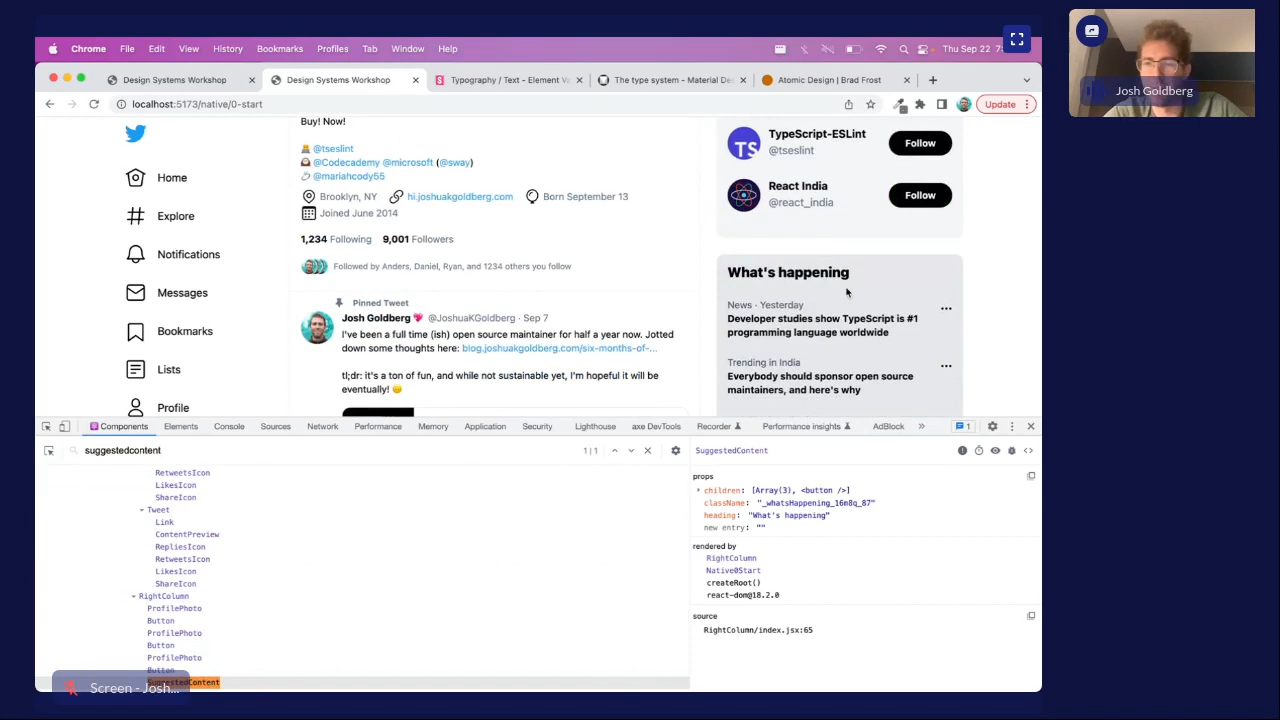 Chrome File Edit View History Bookmarks Profiles Tab Window Help
Thu Sep 22 7:
Design Systems Workshop
Design Systems Workshop
Typography / Text - Element Va
The type system - Material De
Atomic Design | Brad Frost
localhost:5173/native/0-start
Update
Home
Explore
Notifications
Messages
Bookmarks
Lists
Profile
Buy! Now!
@tseslint
@Codecademy @microsoft (@sway)
@mariahcody55
Brooklyn, NY hi.joshuakgoldberg.com Born September 13
Joined June 2014
1,234 Following 9,001 Followers
Followed by Anders, Daniel, Ryan, and 1234 others you follow
Pinned Tweet
Josh Goldberg @JoshuaKGoldberg · Sep 7
I've been a full time (ish) open source maintainer for half a year now. Jotted
down some thoughts here: blog.joshuakgoldberg.com/six-months-of-...
tl;dr: it's a ton of fun, and while not sustainable yet, I'm hopeful it will be
eventually!
TS
TypeScript-ESLint
@tseslint
Follow
React India
@react_india
Follow
What's happening
News · Yesterday
Developer studies show TypeScript is #1
programming language worldwide
Trending in India
Everybody should sponsor open source
maintainers, and here's why
Components Elements Console Sources Network Performance Memory Application Security Lighthouse axe DevTools Recorder Performance insights AdBlock » 1
suggestedcontent
1 | 1
RetweetsIcon
LikesIcon
ShareIcon
Tweet
Link
ContentPreview
RepliesIcon
RetweetsIcon
LikesIcon
ShareIcon
RightColumn
ProfilePhoto
Button
ProfilePhoto
Button
ProfilePhoto
Button
SuggestedContent
SuggestedContent
props
children: [Array(3), <button />]
className: "_whatsHappening_16m8q_87"
heading: "What's happening"
new entry: ""
rendered by
RightColumn
Native0Start
createRoot()
react-dom@18.2.0
source
RightColumn/index.jsx:65
Screen - Josh...
Josh Goldberg